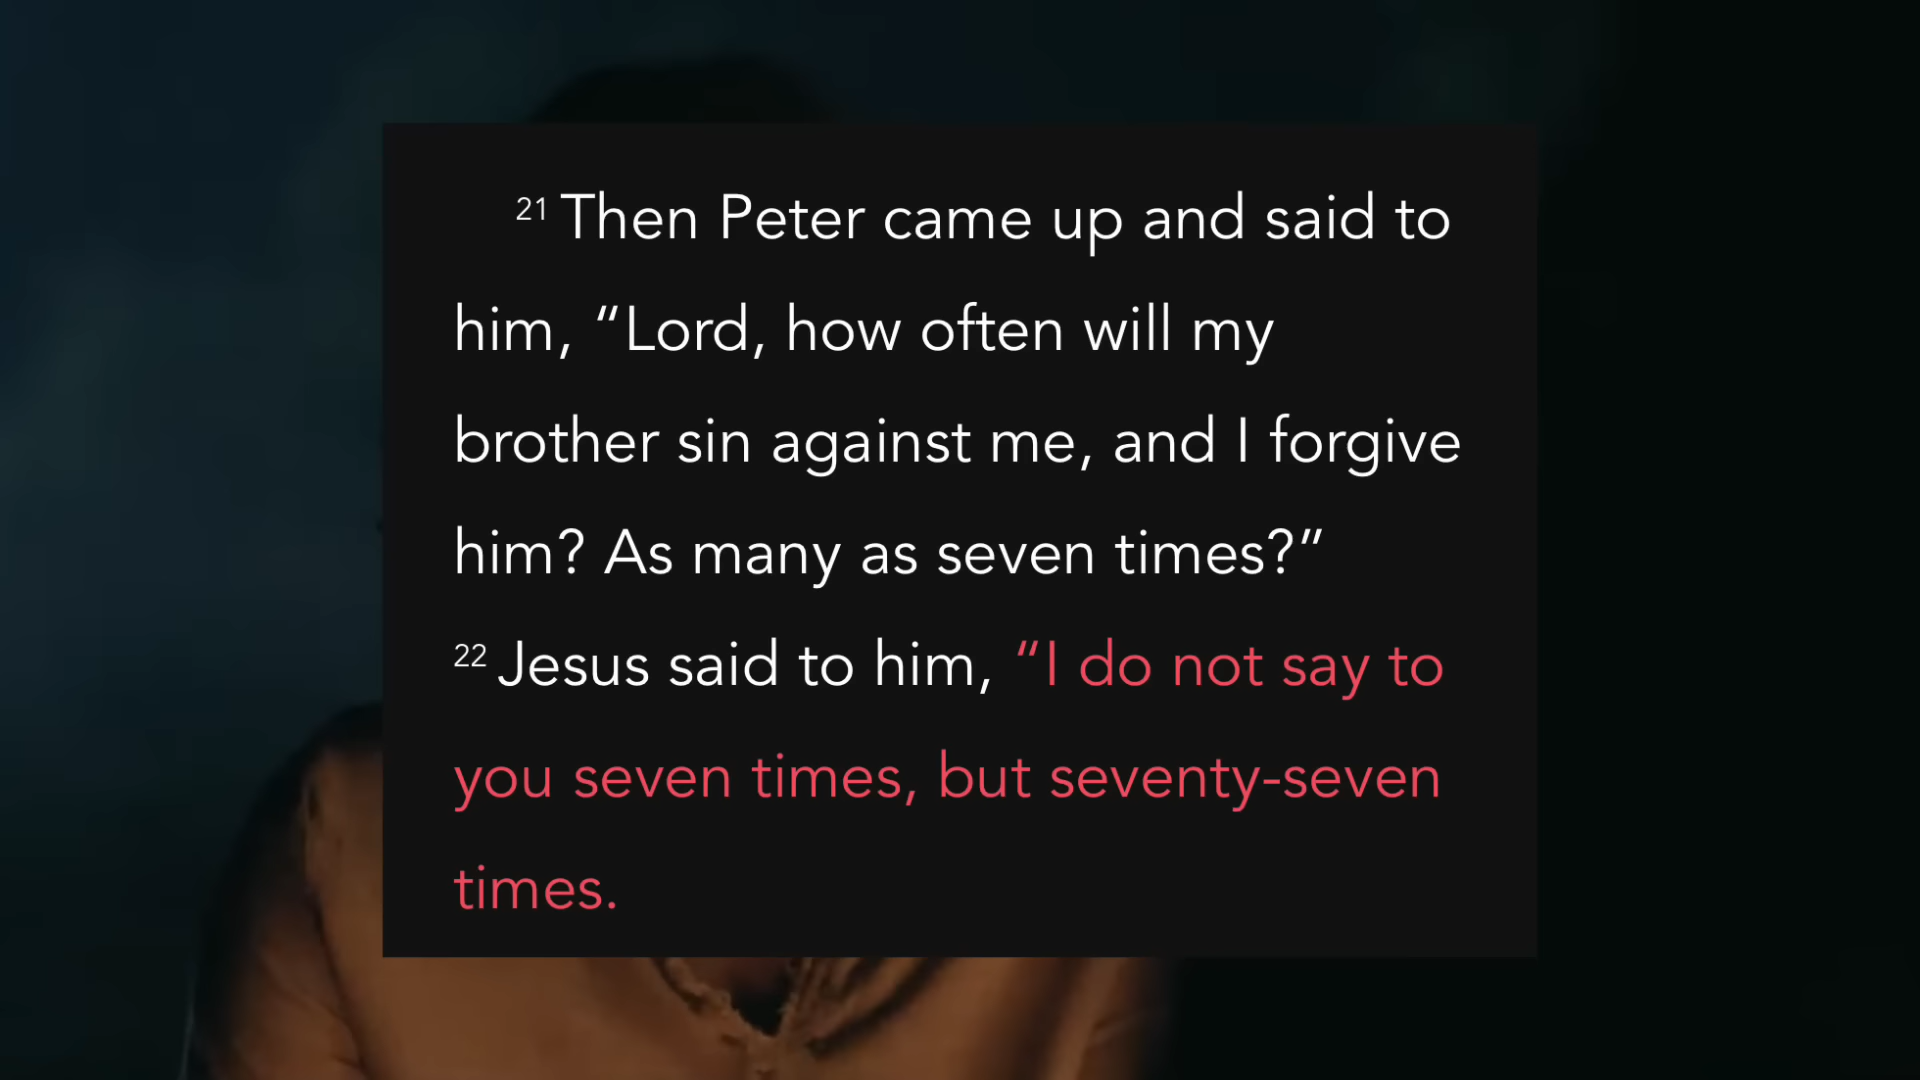 21 Then Peter came up and said to
him, “Lord, how often will my
brother sin against me, and I forgive
him? As many as seven times?”
22 Jesus said to him, “I do not say to
you seven times, but seventy-seven
times.